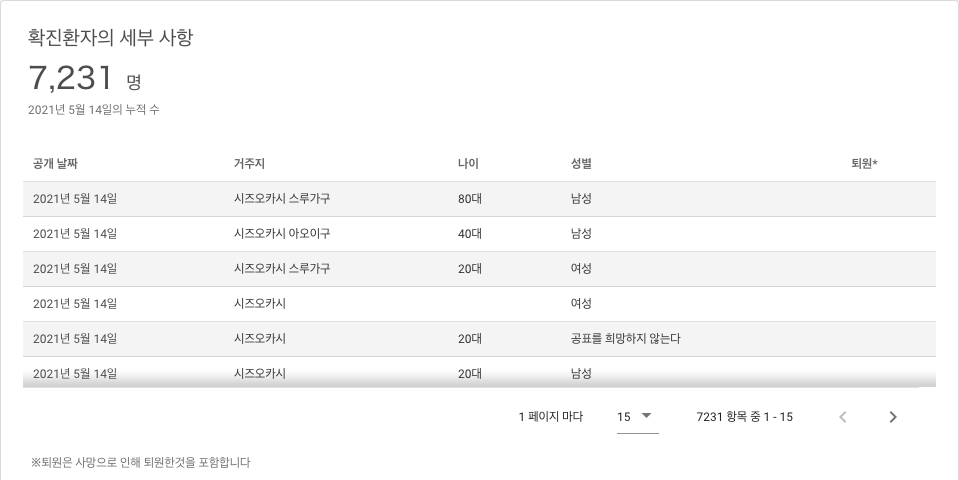 확진환자의 세부 사항
7,231 명
2021년 5월 14일의 누적 수
공개 날짜 거주지 나이 성별 퇴원*
2021년 5월 14일 시즈오카시 스루가구 80대 남성
2021년 5월 14일 시즈오카시 아오이구 40대 남성
2021년 5월 14일 시즈오카시 스루가구 20대 여성
2021년 5월 14일 시즈오카시 여성
2021년 5월 14일 시즈오카시 20대 공표를 희망하지 않는다
2021년 5월 14일 시즈오카시 20대 남성
1 페이지 마다 15 7231 항목 중 1 - 15
※퇴원은 사망으로 인해 퇴원한것을 포함합니다